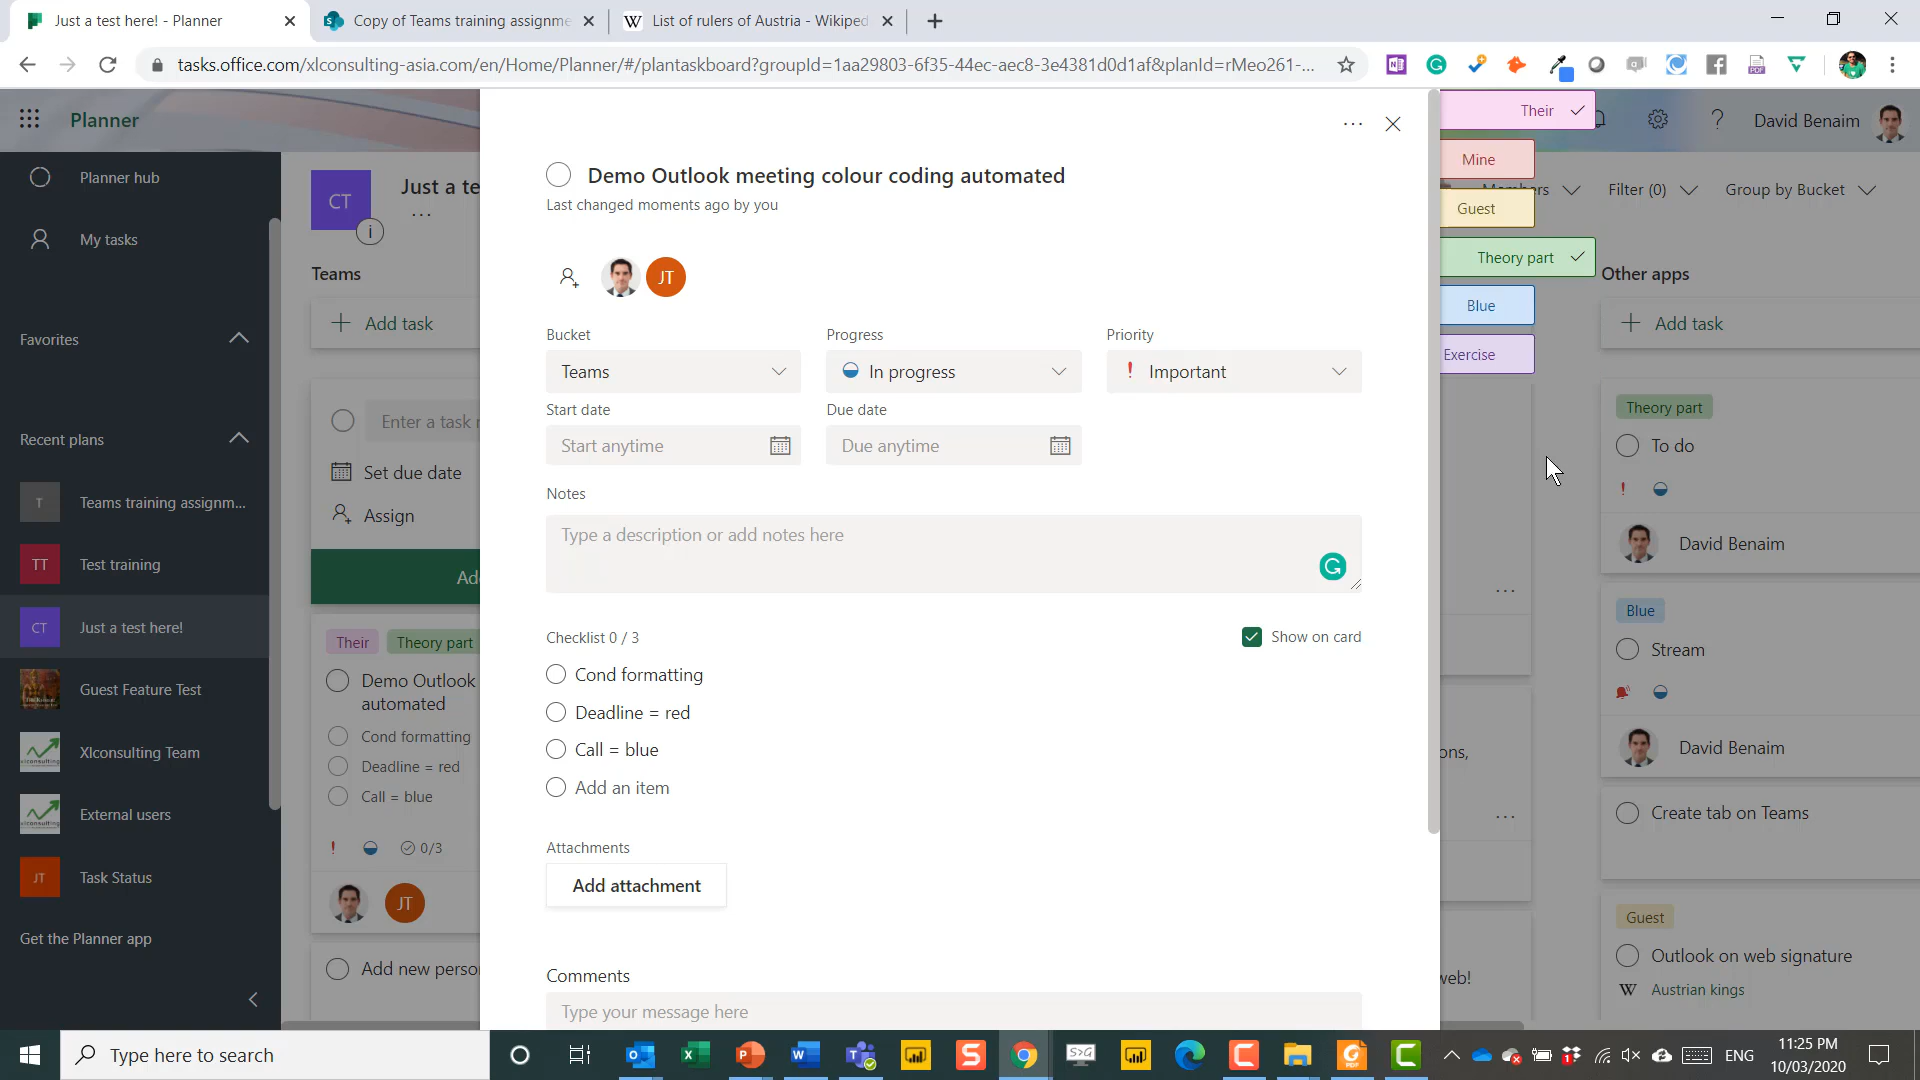 Just a test here! - Planner
Copy of Teams training assignme
List of rulers of Austria - Wikiped
tasks.office.com/xlconsulting-asia.com/en/Home/Planner/#/plantaskboard?groupId=1aa29803-6f35-44ec-aec8-3e4381d0d1af&planId=rMeo261-...
Planner
David Benaim
Planner hub
My tasks
Favorites
Recent plans
T
Teams training assignm...
TT
Test training
CT
Just a test here!
Guest Feature Test
Xlconsulting Team
External users
JT
Task Status
Get the Planner app
CT
Just a te
...
Teams
Add task
Enter a task
Set due date
Assign
Ad
Their
Theory part
Demo Outlook
automated
Cond formatting
Deadline = red
Call = blue
0/3
JT
Add new perso
Demo Outlook meeting colour coding automated
Last changed moments ago by you
JT
Bucket
Progress
Priority
Teams
In progress
Important
Start date
Due date
Start anytime
Due anytime
Notes
Type a description or add notes here
Checklist 0 / 3
Show on card
Cond formatting
Deadline = red
Call = blue
Add an item
Attachments
Add attachment
Comments
Type your message here
Their
Mine
Guest
Theory part
Blue
Exercise
Filter (0)
Group by Bucket
ons,
web!
Other apps
Add task
Theory part
To do
David Benaim
Blue
Stream
David Benaim
Create tab on Teams
Guest
Outlook on web signature
W Austrian kings
Type here to search
S>G
ENG
11:25 PM
10/03/2020